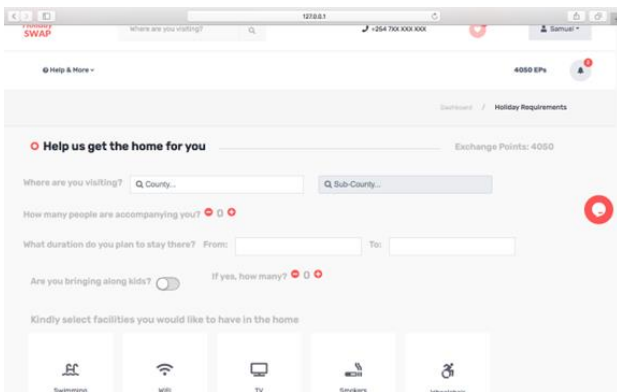 127.0.0.1
Holiday
SWAP
Where are you visiting?
+254 7XX XXX XXX
Samuel
Help & More
4050 EPs
2
Dashboard / Holiday Requirements
Help us get the home for you
Exchange Points: 4050
Where are you visiting? County... Sub-County...
How many people are accompanying you? 0
What duration do you plan to stay there? From: To:
Are you bringing along kids? If yes, how many? 0
Kindly select facilities you would like to have in the home
Swimming Wifi TV Smokers Wheelchair